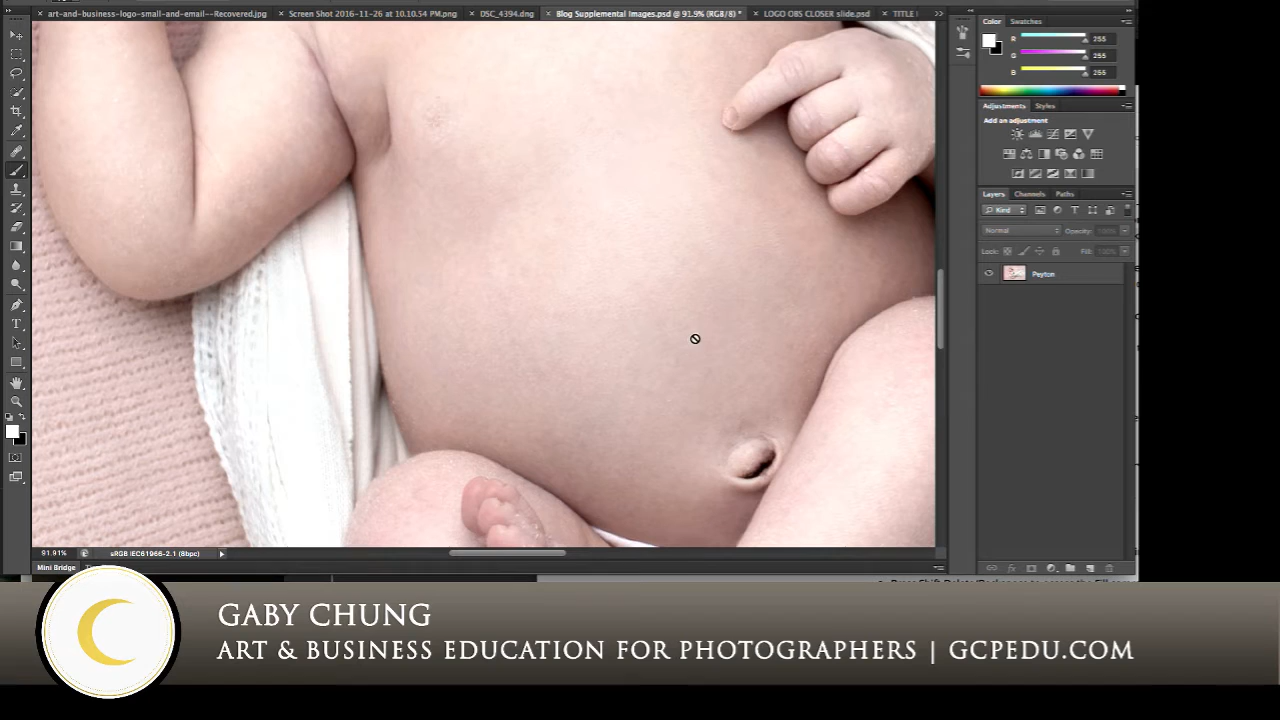 art-and-business-logo-small-and-email--Recovered.jpg
Screen Shot 2016-11-26 at 10.10.54 PM.png
DSC_4394.dng
Blog Supplemental Images.psd @ 91.9% (RGB/8) *
LOGO OBS CLOSER slide.psd
TITLE
Color Swatches
R 255
G 255
B 255
Adjustments Styles
Add an adjustment
Layers Channels Paths
Kind
Normal Opacity: 100%
Lock: Fill: 100%
Peyton
91.91% sRGB IEC61966-2.1 (8bpc)
Mini Bridge
GABY CHUNG
ART & BUSINESS EDUCATION FOR PHOTOGRAPHERS | GCPEDU.COM